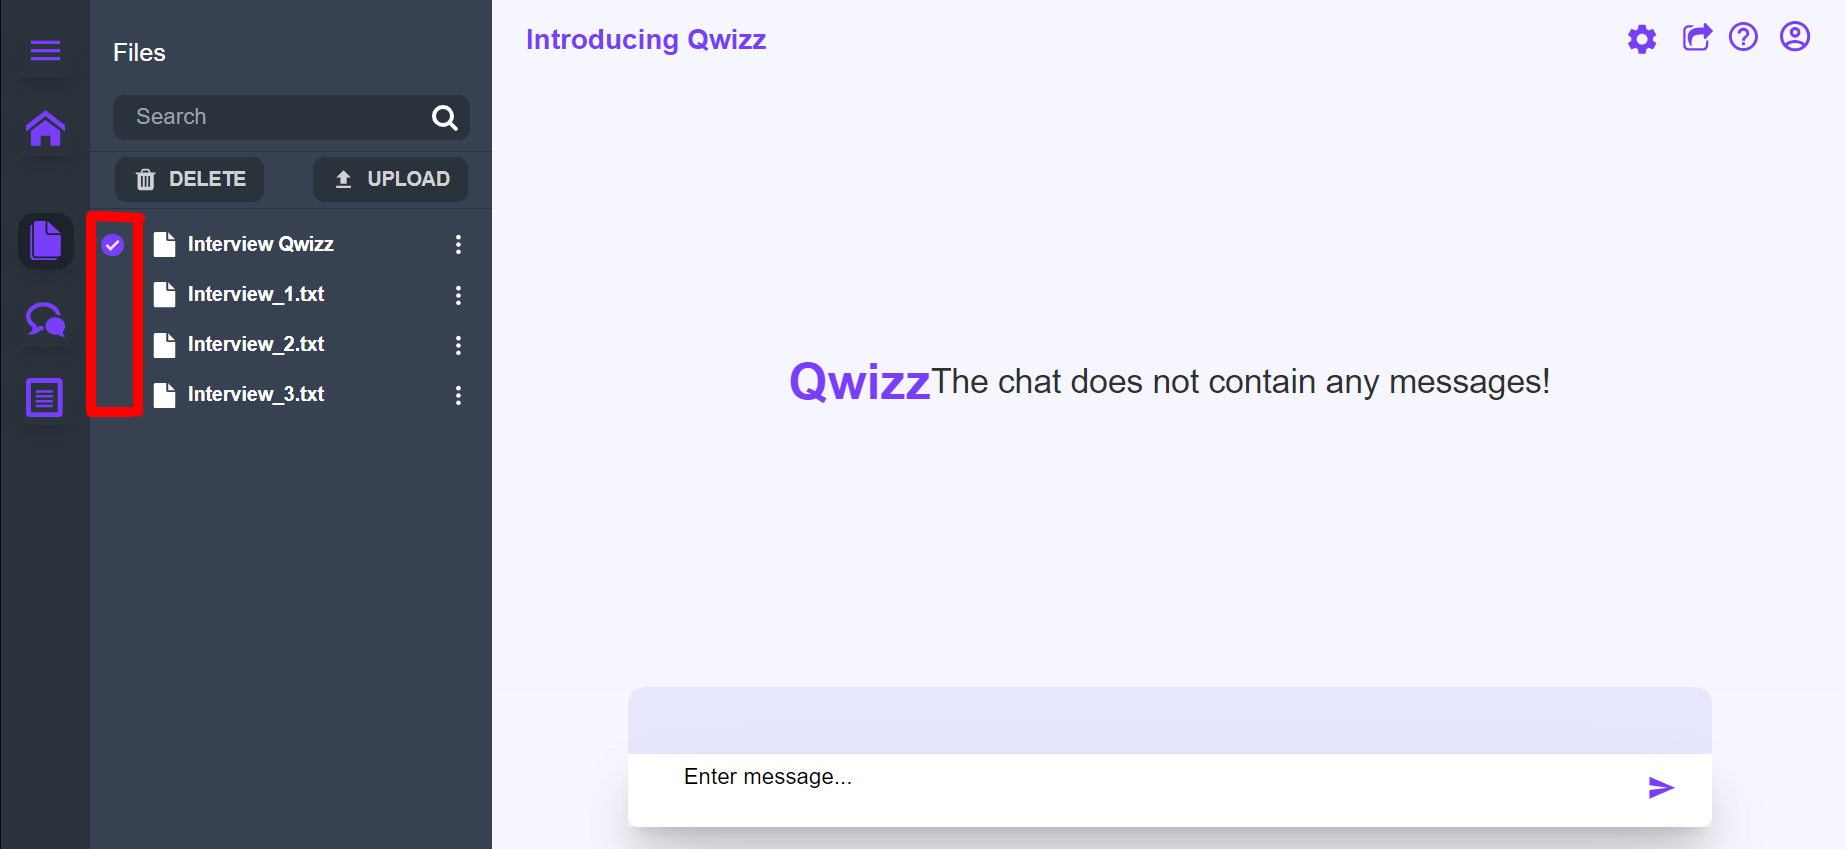 Files
Search
DELETE
UPLOAD
Interview Qwizz
Interview_1.txt
Interview_2.txt
Interview_3.txt
Introducing Qwizz
QwizzThe chat does not contain any messages!
Enter message...